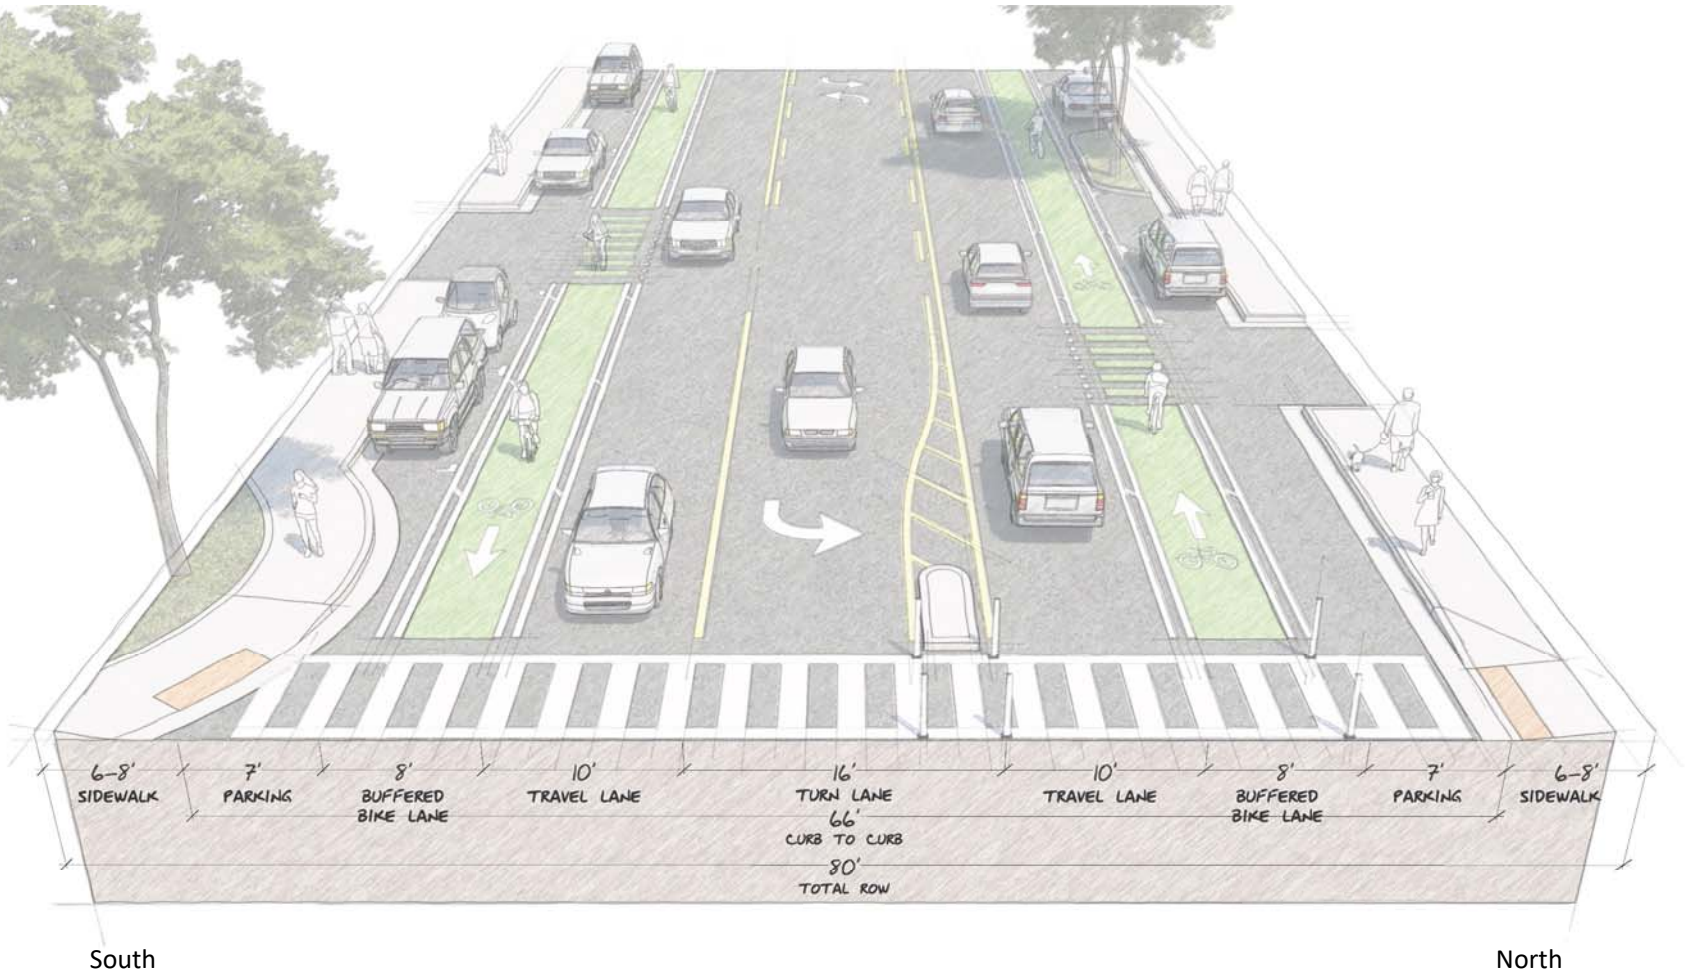 6-8'
SIDEWALK
7'
PARKING
8'
BUFFERED
BIKE LANE
10'
TRAVEL LANE
16'
TURN LANE
10'
TRAVEL LANE
8'
BUFFERED
BIKE LANE
7'
PARKING
6-8'
SIDEWALK
66'
CURB TO CURB
80'
TOTAL ROW
South
North